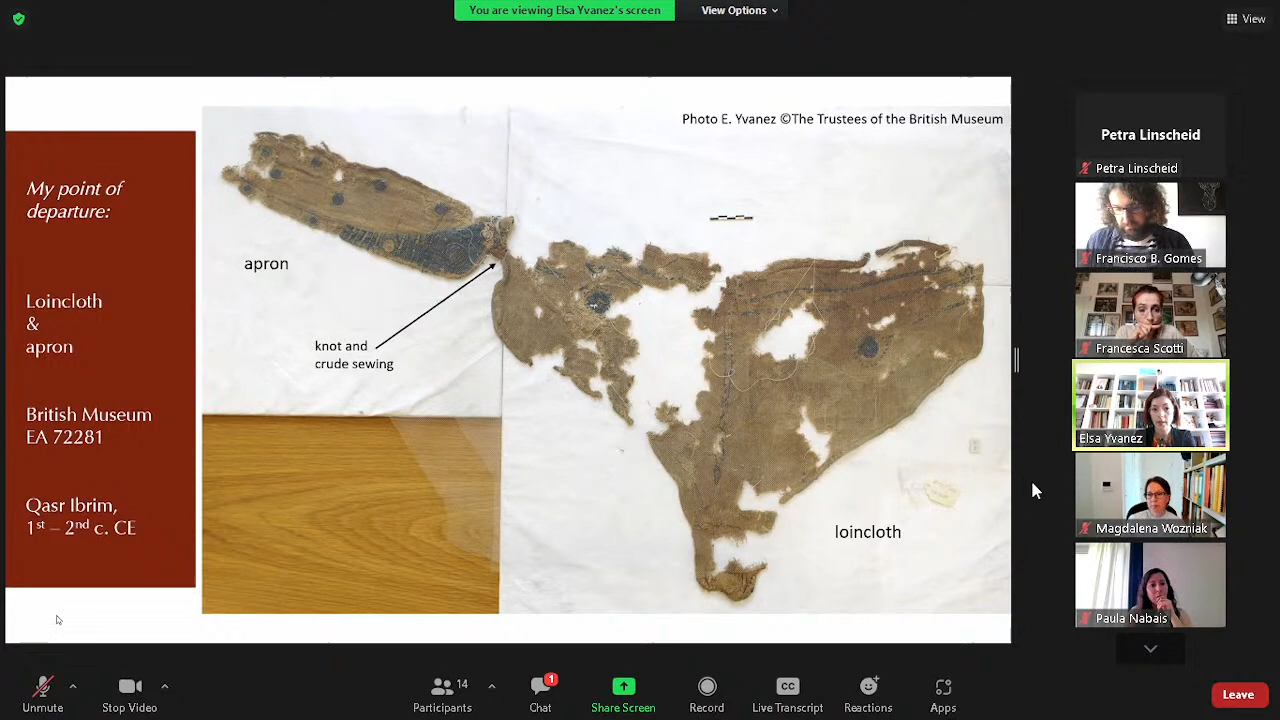 You are viewing Elsa Yvanez's screen
View Options
View
Photo E. Yvanez ©The Trustees of the British Museum
My point of
departure:
Loincloth
&
apron
British Museum
EA 72281
Qasr Ibrim,
1st – 2nd c. CE
apron
knot and
crude sewing
loincloth
Petra Linscheid
Petra Linscheid
Francisco B. Gomes
Francesca Scotti
Elsa Yvanez
Magdalena Wozniak
Paula Nabais
Unmute
Stop Video
14
Participants
1
Chat
Share Screen
Record
CC
Live Transcript
Reactions
Apps
Leave